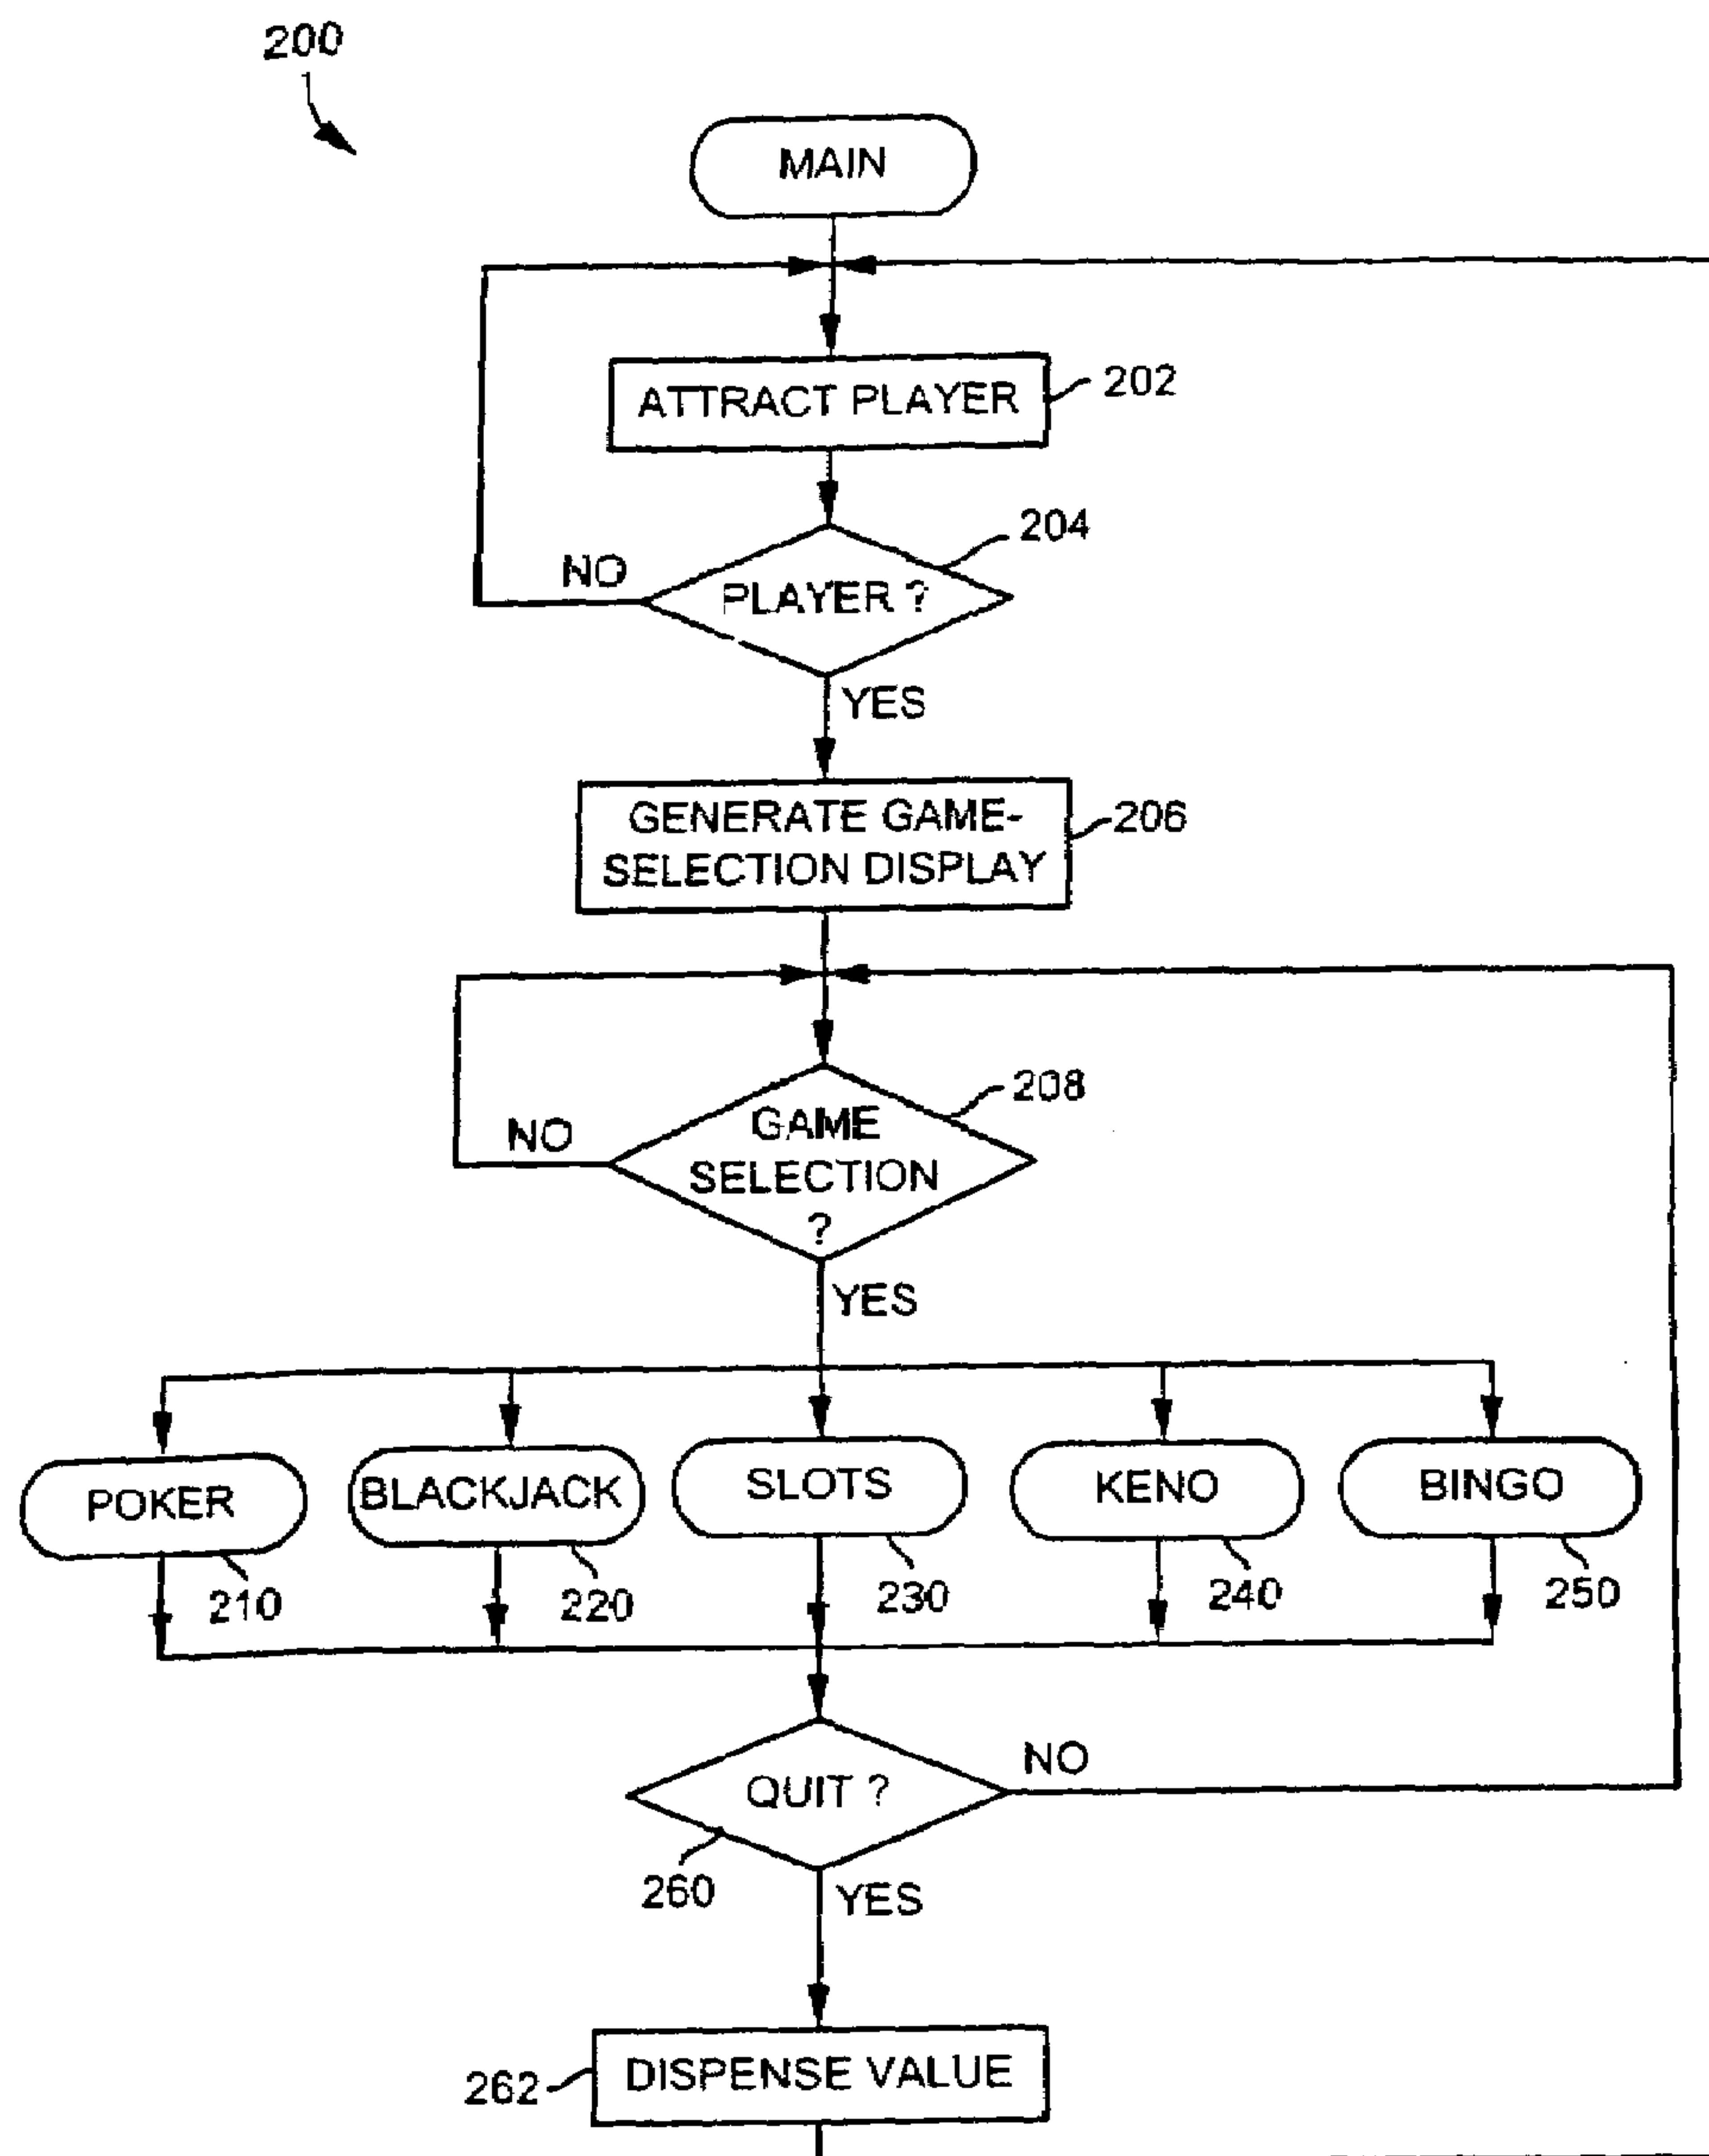 200
MAIN
ATTRACT PLAYER
202
204
NO
PLAYER ?
YES
GENERATE GAME-
SELECTION DISPLAY
206
208
NO
GAME
SELECTION
?
YES
POKER
BLACKJACK
SLOTS
KENO
BINGO
210
220
230
240
250
QUIT ?
NO
260
YES
262
DISPENSE VALUE